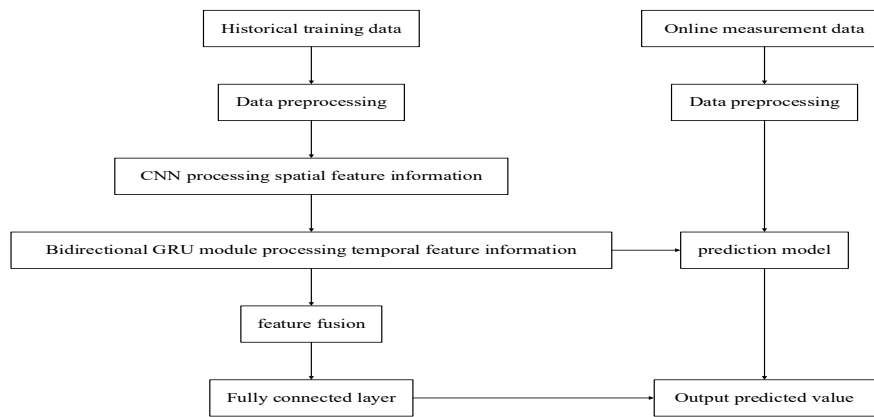 Historical training data
Online measurement data
Data preprocessing
Data preprocessing
CNN processing spatial feature information
Bidirectional GRU module processing temporal feature information
prediction model
feature fusion
Fully connected layer
Output predicted value